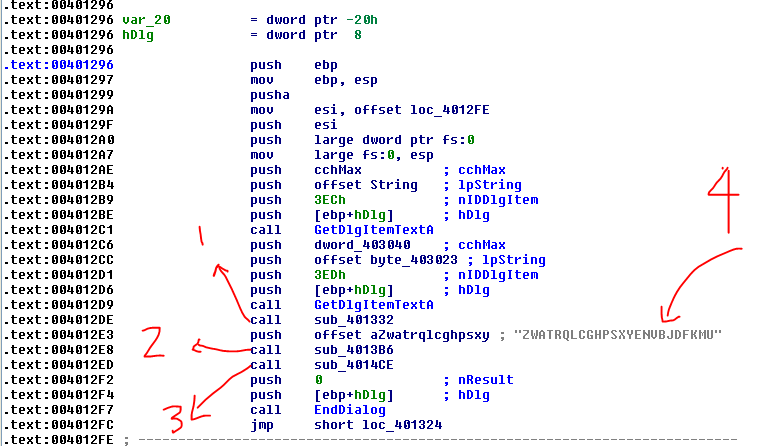 .text:00401296
.text:00401296 var_20 = dword ptr -20h
.text:00401296 hDlg = dword ptr 8
.text:00401296
.text:00401296 push ebp
.text:00401297 mov ebp, esp
.text:00401299 pusha
.text:0040129A mov esi, offset loc_4012FE
.text:0040129F push esi
.text:004012A0 push large dword ptr fs:0
.text:004012A7 mov large fs:0, esp
.text:004012AE push cchMax ; cchMax
.text:004012B4 push offset String ; lpString
.text:004012B9 push 3ECh ; nIDDlgItem
.text:004012BE push [ebp+hDlg] ; hDlg
.text:004012C1 call GetDlgItemTextA
.text:004012C6 push dword_403040 ; cchMax
.text:004012CC push offset byte_403023 ; lpString
.text:004012D1 push 3EDh ; nIDDlgItem
.text:004012D6 push [ebp+hDlg] ; hDlg
.text:004012D9 call GetDlgItemTextA
.text:004012DE call sub_401332
.text:004012E3 push offset aZwatrqlcghpsxy ; "ZWATRQLCGHPSXYENVBJDFKMU"
.text:004012E8 call sub_4013B6
.text:004012ED call sub_4014CE
.text:004012F2 push 0 ; nResult
.text:004012F4 push [ebp+hDlg] ; hDlg
.text:004012F7 call EndDialog
.text:004012FC jmp short loc_401324
.text:004012FE ; ---------------------------------------------------------------------------
1
2
3
4